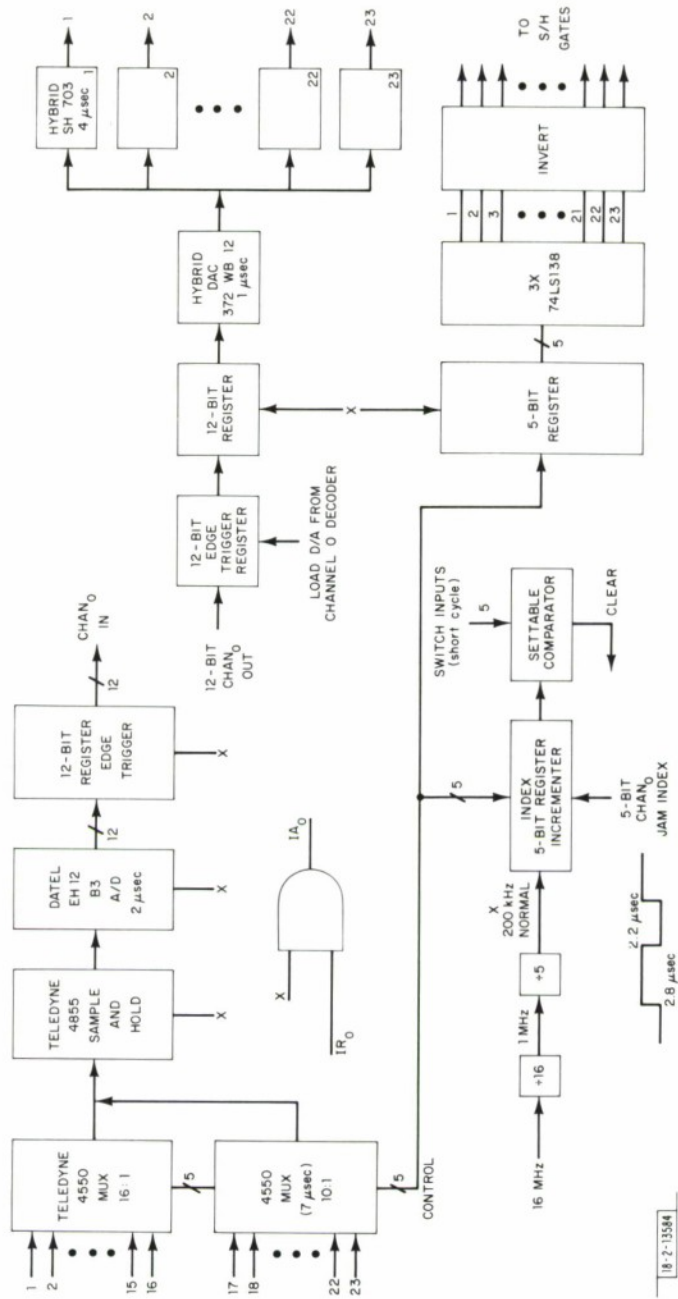 1
2
15
16
TELEDYNE
4550
MUX
16:1
5
17
18
22
23
4550
MUX
(7 μsec)
10:1
5
CONTROL
TELEDYNE
4855
SAMPLE
AND
HOLD
X
DATEL
EH 12
B3
A/D
2 μsec
X
12
12-BIT
REGISTER
EDGE
TRIGGER
X
12
CHAN0
IN
X
IR0
IA0
12-BIT
CHAN0
OUT
12-BIT
EDGE
TRIGGER
REGISTER
LOAD D/A FROM
CHANNEL 0 DECODER
12-BIT
REGISTER
X
HYBRID
DAC
372 WB 12
1 μsec
HYBRID
SH 703
4 μsec
1
1
2
2
22
22
23
23
16 MHz
÷16
1 MHz
÷5
X
200 kHz
NORMAL
5
INDEX
5-BIT REGISTER
INCREMENTER
5-BIT
CHAN0
JAM INDEX
SWITCH INPUTS
(short cycle)
5
SETTABLE
COMPARATOR
CLEAR
2.8 μsec
2.2 μsec
5-BIT
REGISTER
5
3X
74LS138
1
2
3
21
22
23
INVERT
TO
S/H
GATES
18-2-13584